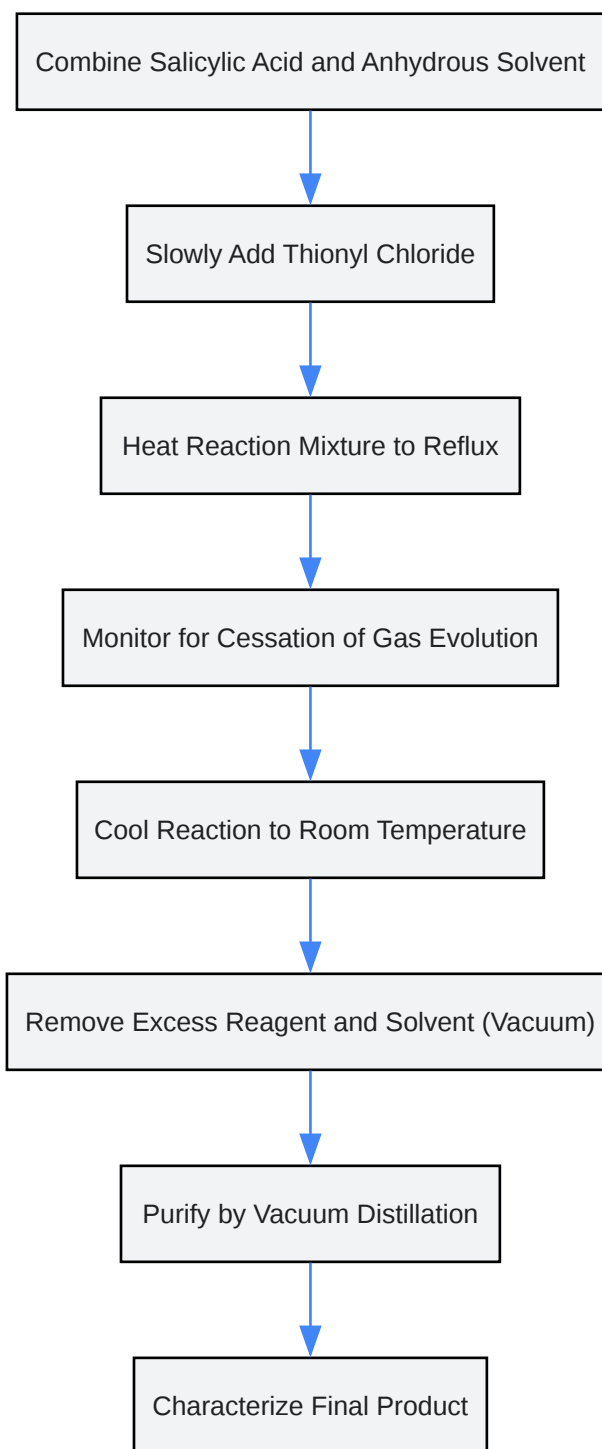 Combine Salicylic Acid and Anhydrous Solvent
Slowly Add Thionyl Chloride
Heat Reaction Mixture to Reflux
Monitor for Cessation of Gas Evolution
Cool Reaction to Room Temperature
Remove Excess Reagent and Solvent (Vacuum)
Purify by Vacuum Distillation
Characterize Final Product